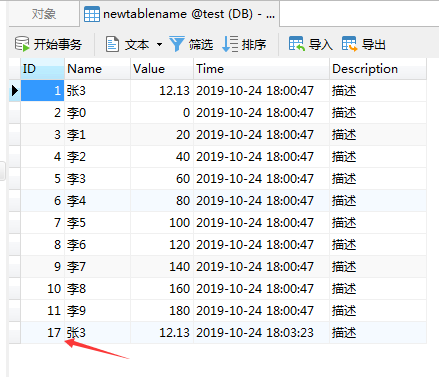 对象 newtablename @test (DB) - ...
开始事务 文本 筛选 排序 导入 导出
ID Name Value Time Description
1 张3 12.13 2019-10-24 18:00:47 描述
2 李0 0 2019-10-24 18:00:47 描述
3 李1 20 2019-10-24 18:00:47 描述
4 李2 40 2019-10-24 18:00:47 描述
5 李3 60 2019-10-24 18:00:47 描述
6 李4 80 2019-10-24 18:00:47 描述
7 李5 100 2019-10-24 18:00:47 描述
8 李6 120 2019-10-24 18:00:47 描述
9 李7 140 2019-10-24 18:00:47 描述
10 李8 160 2019-10-24 18:00:47 描述
11 李9 180 2019-10-24 18:00:47 描述
17 张3 12.13 2019-10-24 18:03:23 描述